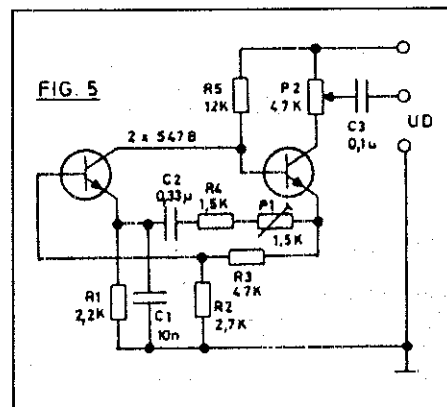 FIG. 5
R5
12K
P2
4,7K
C3
0,1µ
UD
2 x 547B
C2
0,33µ
R4
1,5K
P1
1,5K
R3
47K
R1
2,2K
C1
10n
R2
2,7K